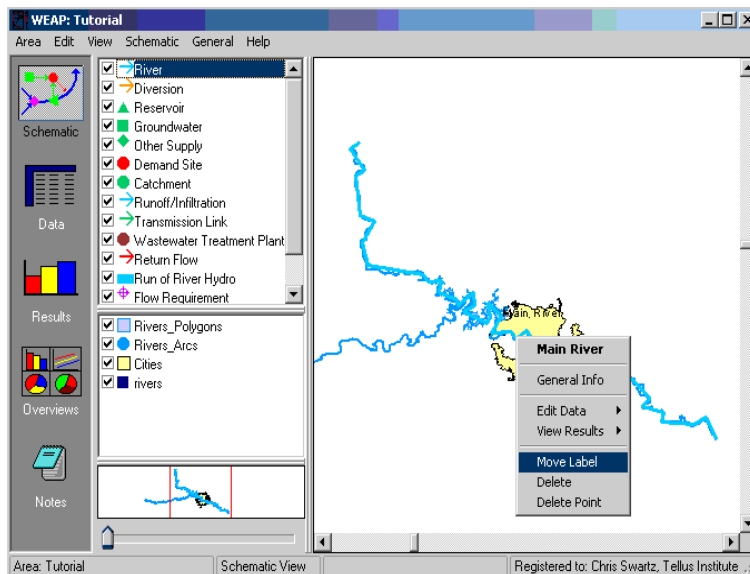 WEAP: Tutorial
Area Edit View Schematic General Help
Schematic
Data
Results
Overviews
Notes
River
Diversion
Reservoir
Groundwater
Other Supply
Demand Site
Catchment
Runoff/Infiltration
Transmission Link
Wastewater Treatment Plant
Return Flow
Run of River Hydro
Flow Requirement
Rivers_Polygons
Rivers_Arcs
Cities
rivers
Main River
Main River
General Info
Edit Data
View Results
Move Label
Delete
Delete Point
Area: Tutorial
Schematic View
Registered to: Chris Swartz, Tellus Institute